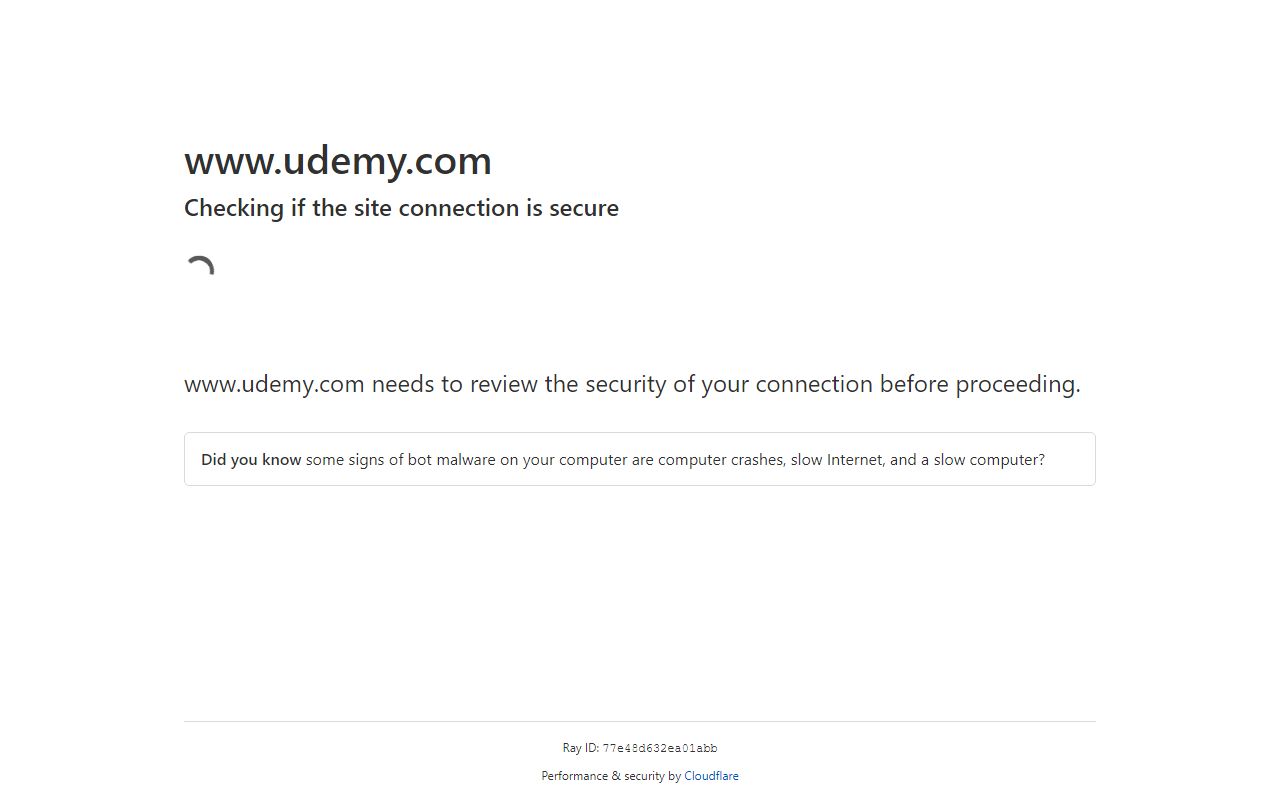 www.udemy.com
Checking if the site connection is secure
www.udemy.com needs to review the security of your connection before proceeding.
Did you know some signs of bot malware on your computer are computer crashes, slow Internet, and a slow computer?
Ray ID: 77e48d632ea01abb
Performance & security by Cloudflare